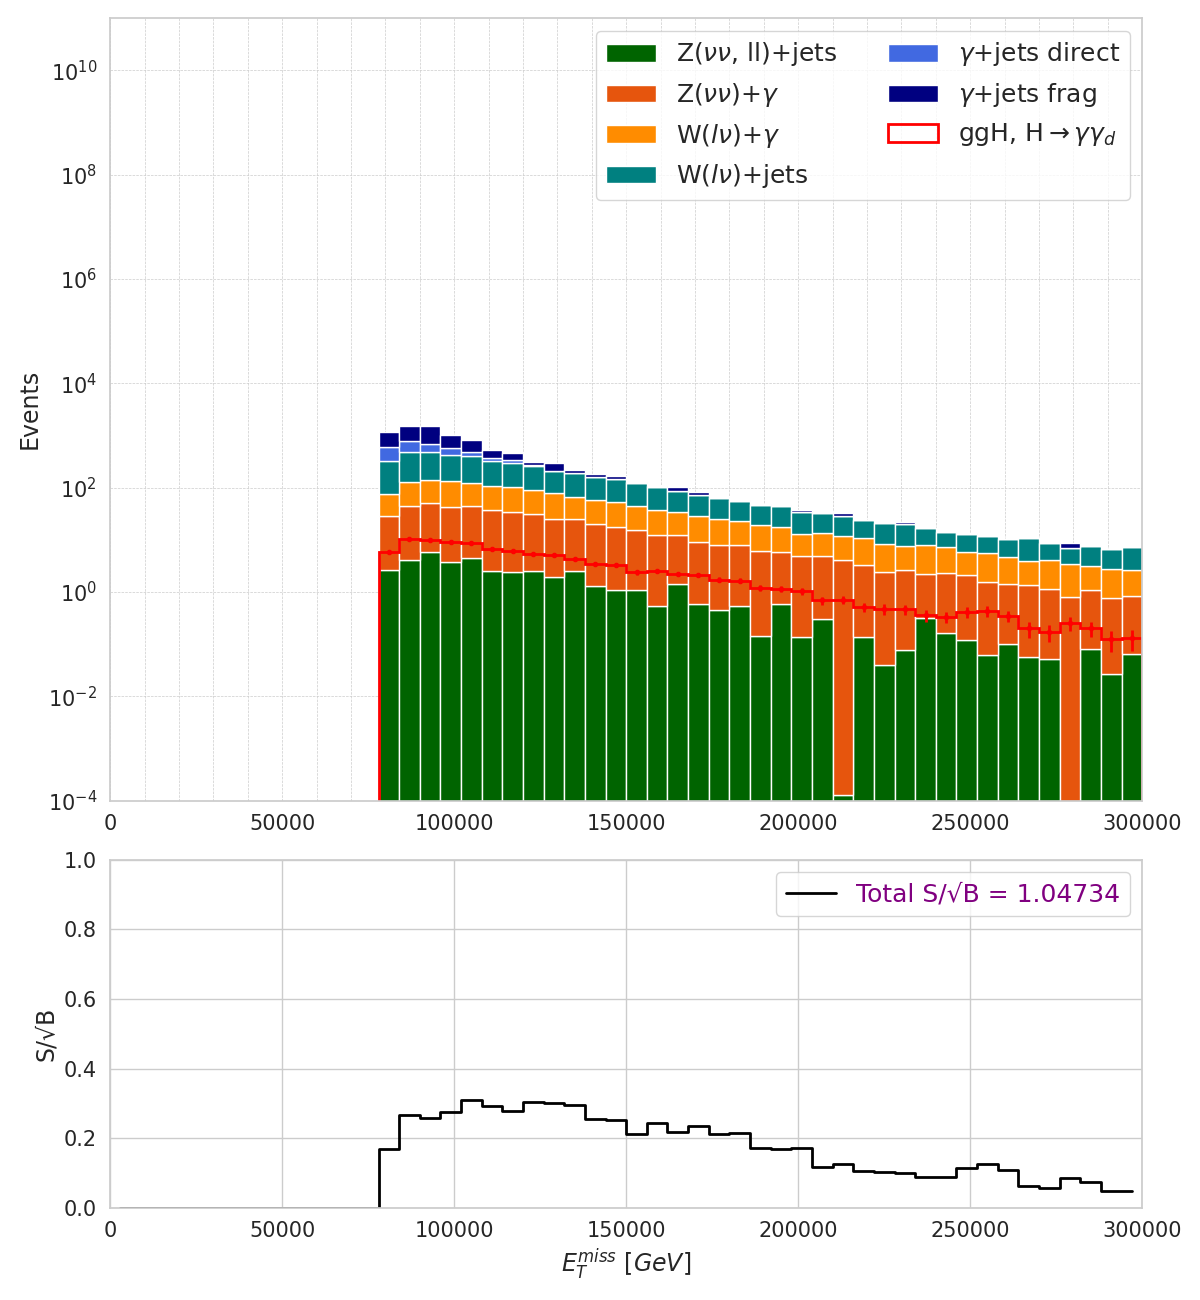 Z(νν, ll)+jets
Z(νν)+γ
W(lν)+γ
W(lν)+jets
γ+jets direct
γ+jets frag
ggH, H→γγ_d
Events
10^10
10^8
10^6
10^4
10^2
10^0
10^−2
10^−4
0 50000 100000 150000 200000 250000 300000
Total S/√B = 1.04734
S/√B
1.0
0.8
0.6
0.4
0.2
0.0
0 50000 100000 150000 200000 250000 300000
E_T^miss [GeV]